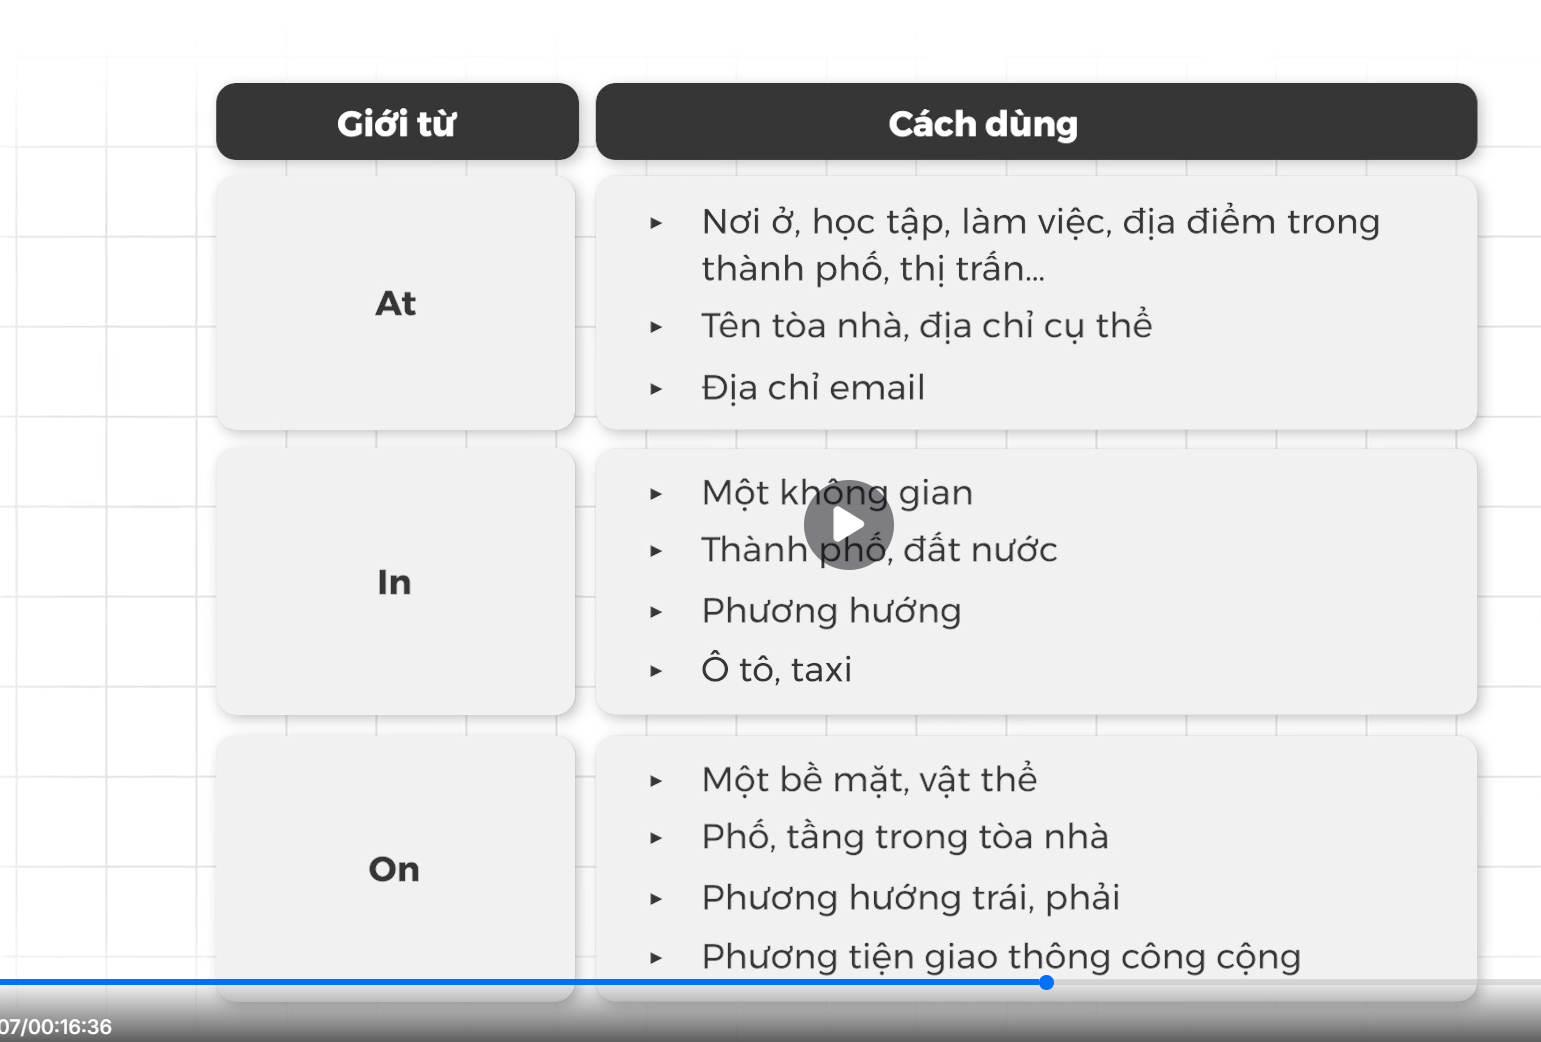 Giới từ
Cách dùng
At
Nơi ở, học tập, làm việc, địa điểm trong
thành phố, thị trấn...
Tên tòa nhà, địa chỉ cụ thể
Địa chỉ email
In
Một không gian
Thành phố, đất nước
Phương hướng
Ô tô, taxi
On
Một bề mặt, vật thể
Phố, tầng trong tòa nhà
Phương hướng trái, phải
Phương tiện giao thông công cộng
07/00:16:36